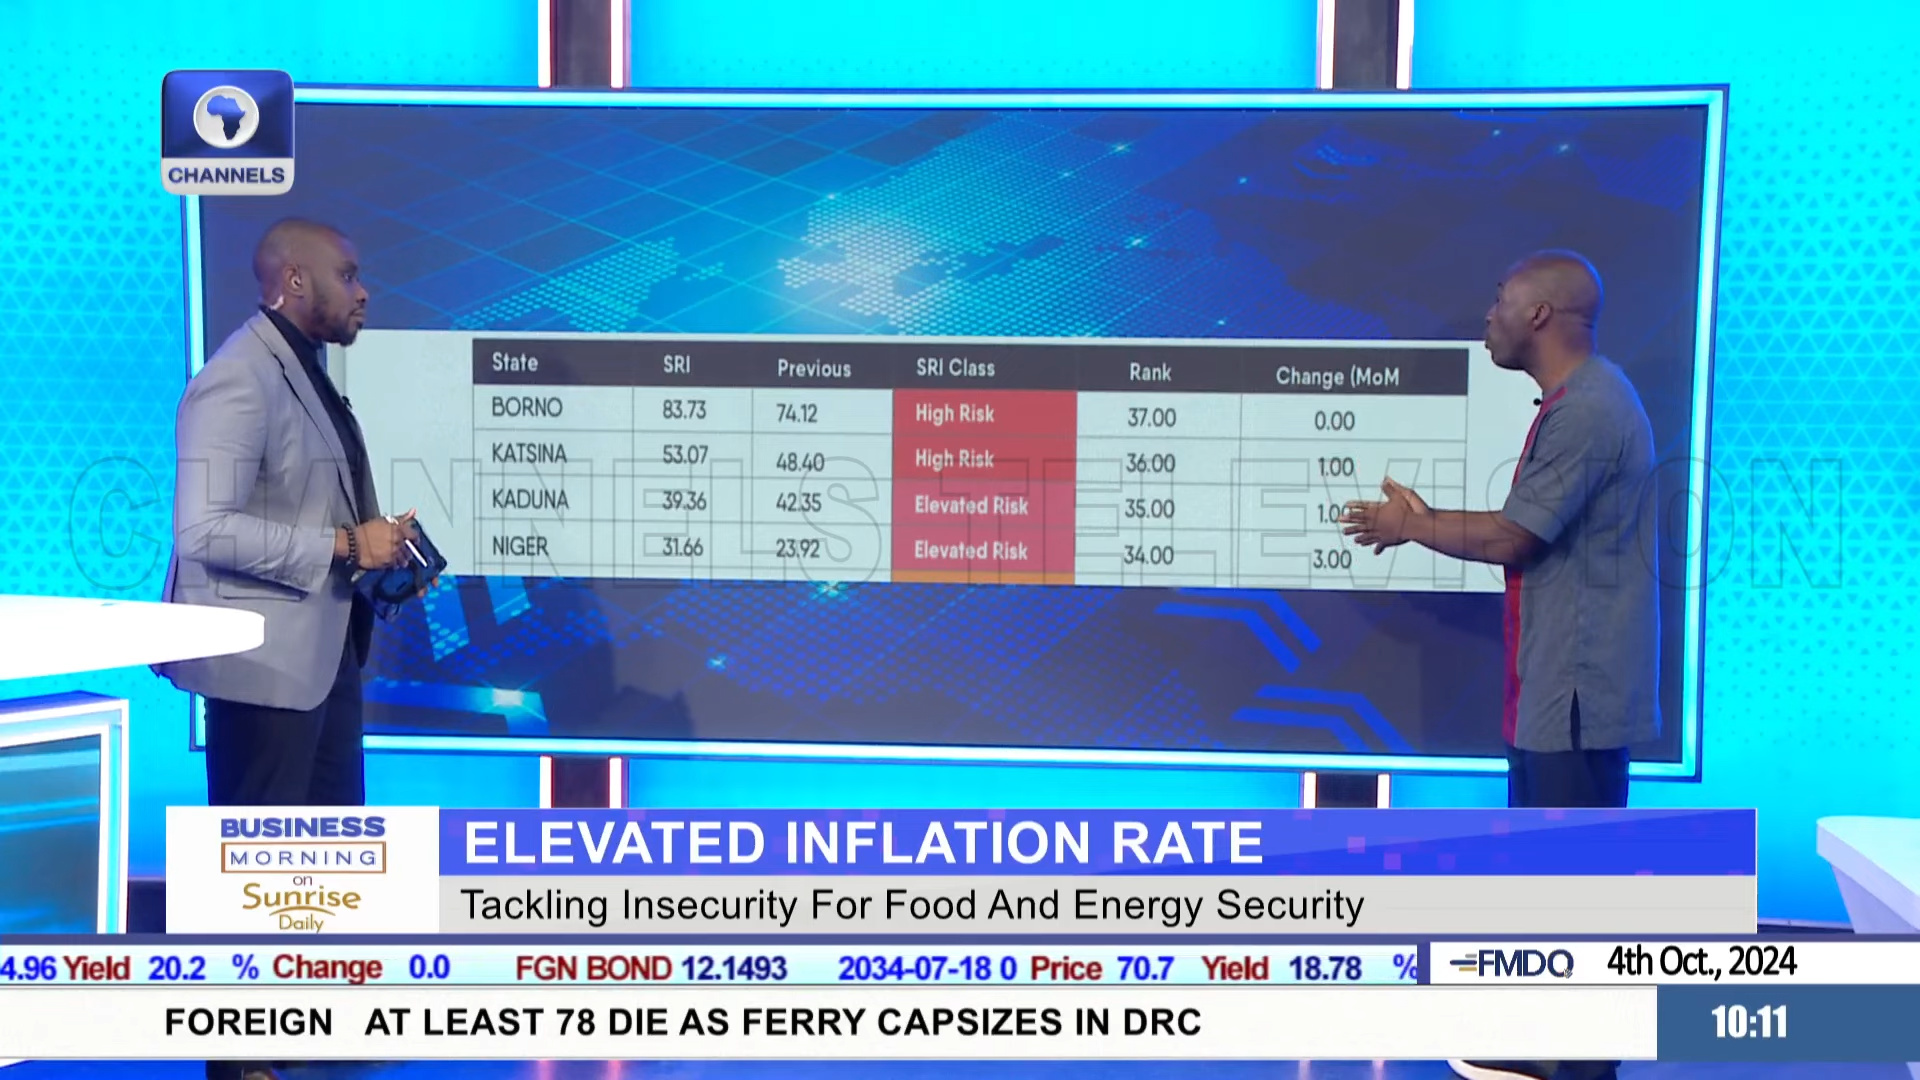 CHANNELS
State SRI Previous SRI Class Rank Change (MoM
BORNO 83.73 74.12 High Risk 37.00 0.00
KATSINA 53.07 48.40 High Risk 36.00 1.00
KADUNA 39.36 42.35 Elevated Risk 35.00 1.00
NIGER 31.66 23.92 Elevated Risk 34.00 3.00
CHANNELS TELEVISION
BUSINESS
MORNING
on
Sunrise
Daily
ELEVATED INFLATION RATE
Tackling Insecurity For Food And Energy Security
4.96 Yield 20.2 % Change 0.0 FGN BOND 12.1493 2034-07-18 0 Price 70.7 Yield 18.78 %
FMDQ 4th Oct., 2024
FOREIGN AT LEAST 78 DIE AS FERRY CAPSIZES IN DRC
10:11